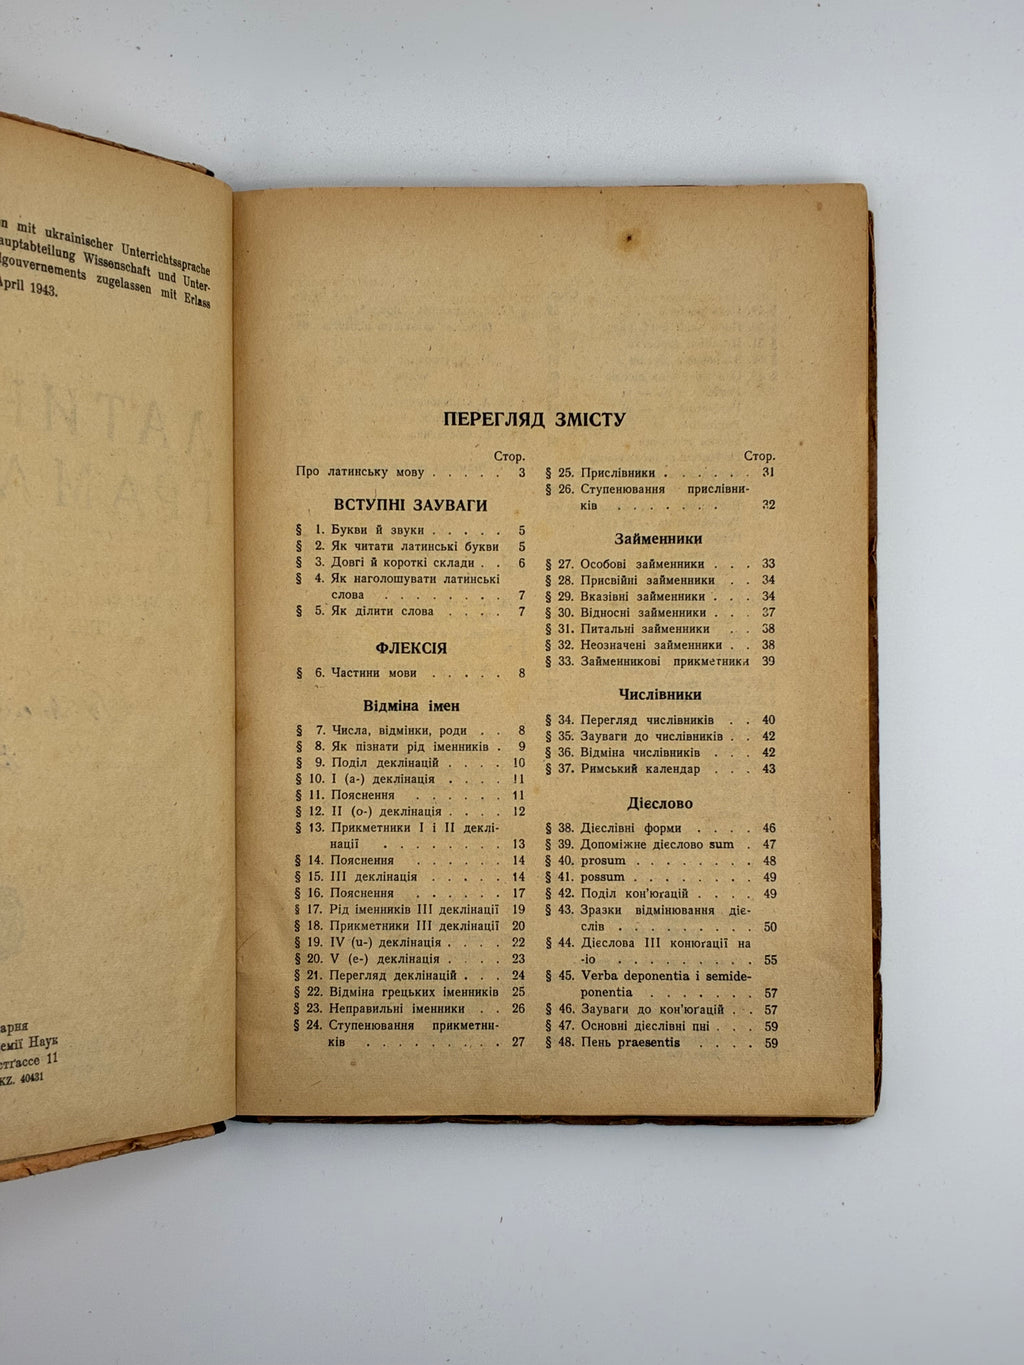 n mit ukrainischer Unterrichtssprache
auptabteilung Wissenschaft und Unter-
lgouvernements zugelassen mit Erlass
April 1943.
арня
емії Наук
стґассе 11
KZ. 40431
ПЕРЕГЛЯД ЗМІСТУ
Стор.
Про латинську мову . . . . . 3
ВСТУПНІ ЗАУВАГИ
§ 1. Букви й звуки . . . . . 5
§ 2. Як читати латинські букви 5
§ 3. Довгі й короткі склади . . 6
§ 4. Як наголошувати латинські
слова . . . . . . . . 7
§ 5. Як ділити слова . . . . 7
ФЛЕКСІЯ
§ 6. Частини мови . . . . . 8
Відміна імен
§ 7. Числа, відмінки, роди . . 8
§ 8. Як пізнати рід іменників . 9
§ 9. Поділ деклінацій . . . . 10
§ 10. І (а-) деклінація . . . . 11
§ 11. Пояснення . . . . . . 11
§ 12. ІІ (о-) деклінація . . . . 12
§ 13. Прикметники І і ІІ деклі-
нації . . . . . . . . 13
§ 14. Пояснення . . . . . . 14
§ 15. ІІІ деклінація . . . . . 14
§ 16. Пояснення . . . . . . 17
§ 17. Рід іменників ІІІ деклінації 19
§ 18. Прикметники ІІІ деклінації 20
§ 19. IV (u-) деклінація . . . . 22
§ 20. V (e-) деклінація . . . . 23
§ 21. Перегляд деклінацій . . . 24
§ 22. Відміна грецьких іменників 25
§ 23. Неправильні іменники . . 26
§ 24. Ступенювання прикметни-
ків . . . . . . . . . 27
Стор.
§ 25. Прислівники . . . . . . 31
§ 26. Ступенювання прислівни-
ків . . . . . . . 32
Займенники
§ 27. Особові займенники . . . 33
§ 28. Присвійні займенники . . 34
§ 29. Вказівні займенники . . . 34
§ 30. Відносні займенники . . . 37
§ 31. Питальні займенники . . 38
§ 32. Неозначені займенники . . 38
§ 33. Займенникові прикметники 39
Числівники
§ 34. Перегляд числівників . . 40
§ 35. Зауваги до числівників . . 42
§ 36. Відміна числівників . . 42
§ 37. Римський календар . . . 43
Дієслово
§ 38. Дієслівні форми . . . . 46
§ 39. Допоміжне дієслово sum . 47
§ 40. prosum . . . . . . . . 48
§ 41. possum . . . . . . . . 49
§ 42. Поділ кон’юґацій . . . . 49
§ 43. Зразки відмінювання діє-
слів . . . . . . . . . 50
§ 44. Дієслова ІІІ конюґації на
-іо . . . . . . . . . 55
§ 45. Verba deponentia i semide-
ponentia . . . . . . . 57
§ 46. Зауваги до кон’юґацій . . 57
§ 47. Основні дієслівні пні . . . 59
§ 48. Пень praesentis . . . . 59